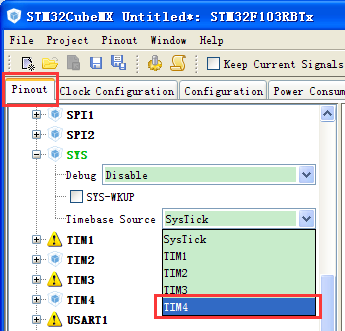 STM32CubeMX Untitled*: STM32F103RBTx
File Project Pinout Window Help
Keep Current Signals
Pinout Clock Configuration Configuration Power Consum
SPI1
SPI2
SYS
Debug Disable
SYS-WKUP
Timebase Source SysTick
SysTick
TIM1
TIM1
TIM2
TIM2
TIM3
TIM3
TIM4
TIM4
USART1